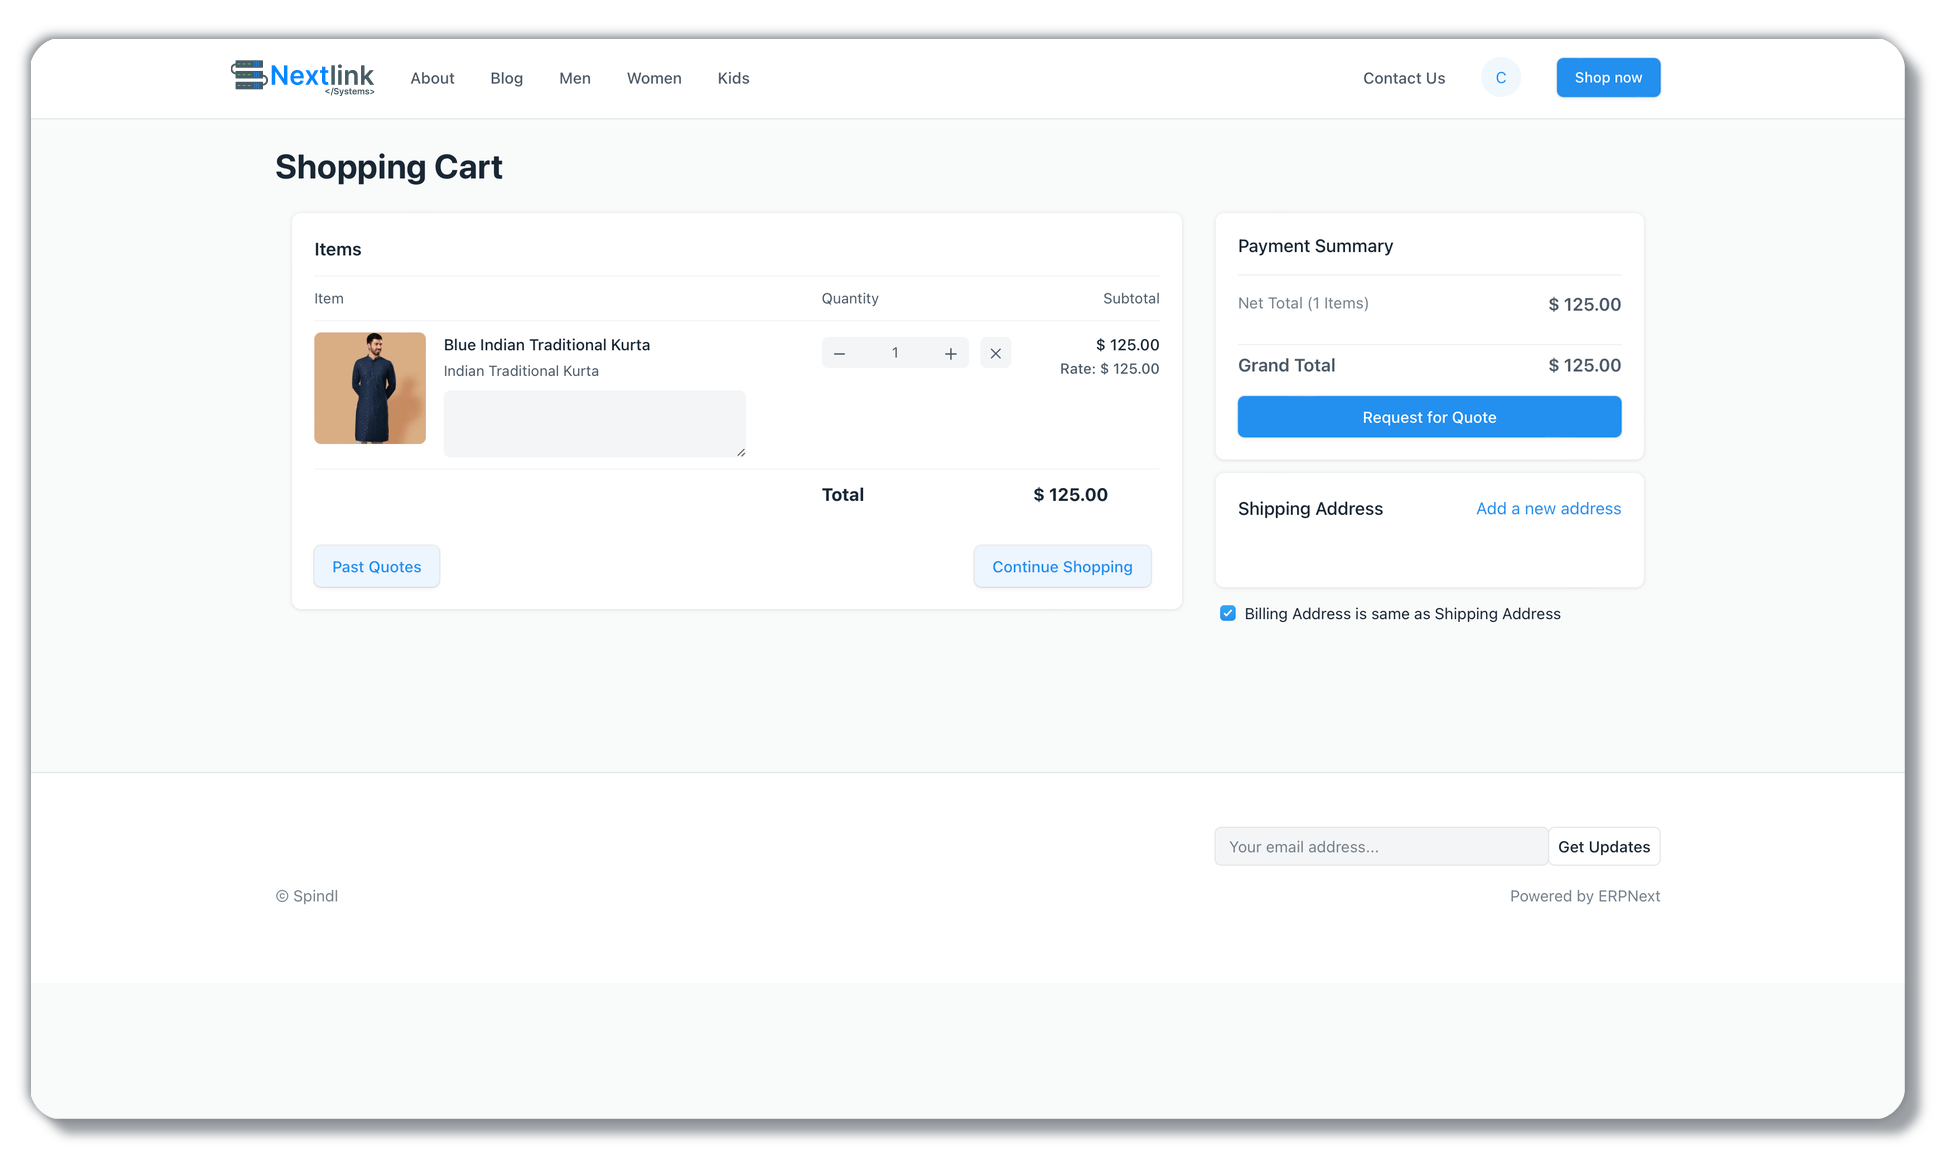 Nextlink
</Systems>
About
Blog
Men
Women
Kids
Contact Us
C
Shop now
Shopping Cart
Items
Item Quantity Subtotal
Blue Indian Traditional Kurta
Indian Traditional Kurta
1
$ 125.00
Rate: $ 125.00
Total $ 125.00
Past Quotes
Continue Shopping
Payment Summary
Net Total (1 Items) $ 125.00
Grand Total $ 125.00
Request for Quote
Shipping Address
Add a new address
Billing Address is same as Shipping Address
Your email address...
Get Updates
© Spindl
Powered by ERPNext